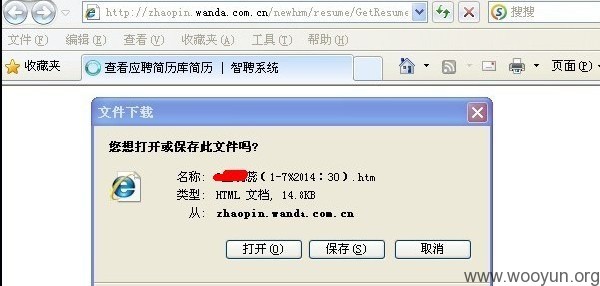 http://zhaopin.wanda.com.cn/newhrm/resume/GetResume
搜搜
文件(F) 编辑(E) 查看(V) 收藏夹(A) 工具(T) 帮助(H)
收藏夹 查看应聘简历库简历 | 智聘系统 页面(P)
文件下载
您想打开或保存此文件吗?
名称: 蕊(1-7%2014:30).htm
类型: HTML 文档, 14.8KB
从: zhaopin.wanda.com.cn
打开(O) 保存(S) 取消
www.wooyun.org